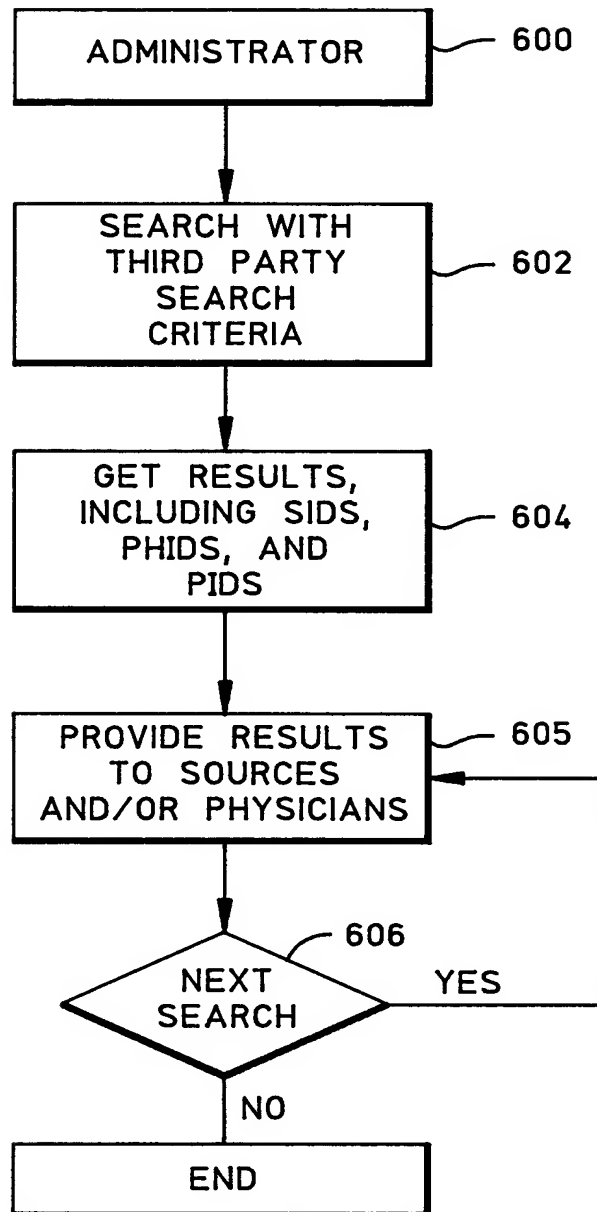 ADMINISTRATOR
600
SEARCH WITH
THIRD PARTY
SEARCH
CRITERIA
602
GET RESULTS,
INCLUDING SIDS,
PHIDS, AND
PIDS
604
PROVIDE RESULTS
TO SOURCES
AND/OR PHYSICIANS
605
606
NEXT
SEARCH
YES
NO
END